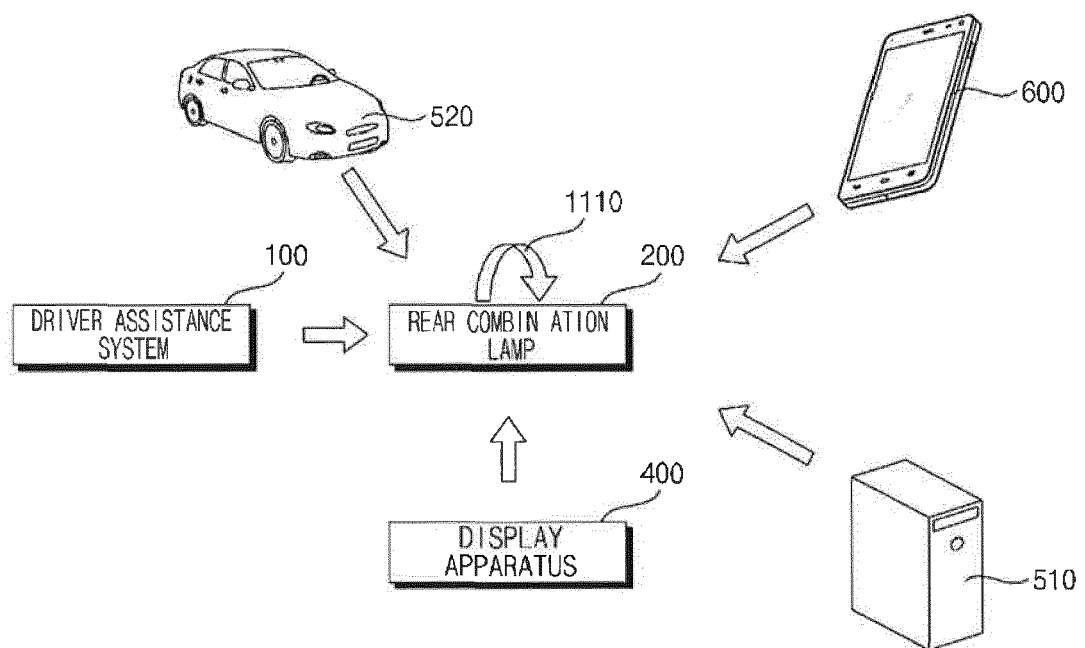 520
600
1110
100
200
DRIVER ASSISTANCE
SYSTEM
REAR COMBIN ATION
LAMP
400
DISPLAY
APPARATUS
510